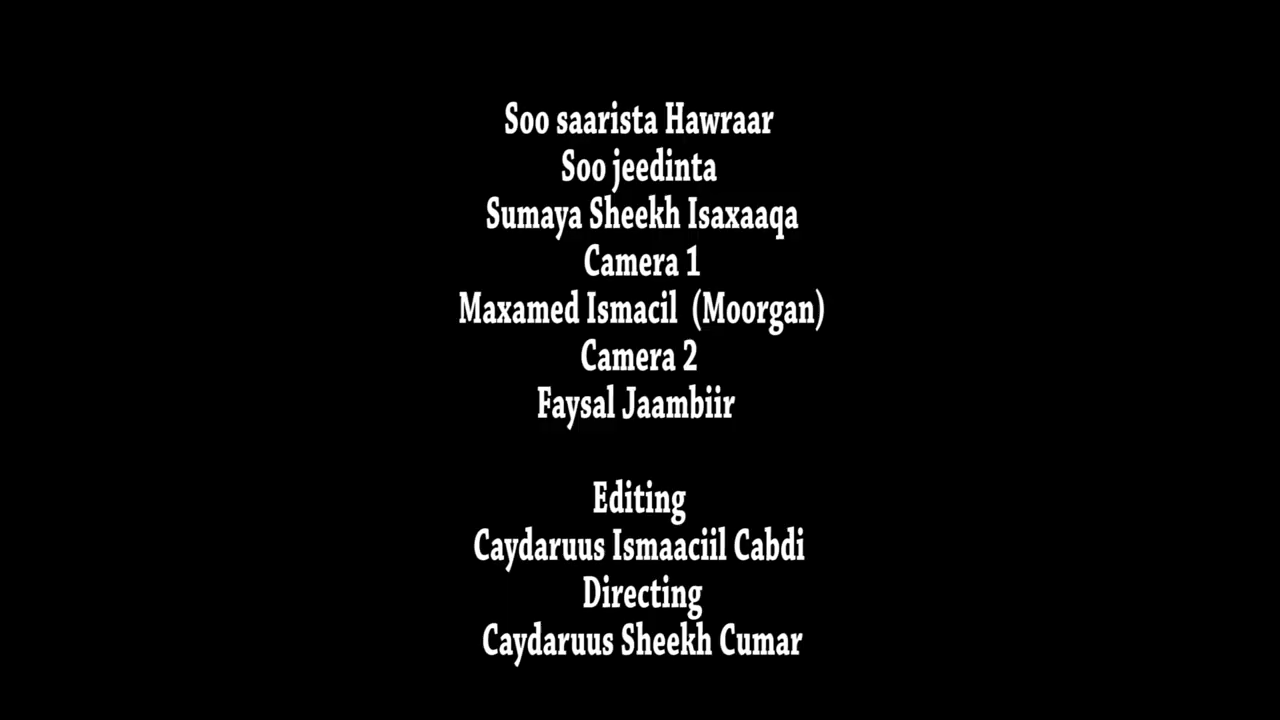 Soo saarista Hawraar
Soo jeedinta
Sumaya Sheekh Isaxaaqa
Camera 1
Maxamed Ismacil (Moorgan)
Camera 2
Faysal Jaambiir
Editing
Caydaruus Ismaaciil Cabdi
Directing
Caydaruus Sheekh Cumar